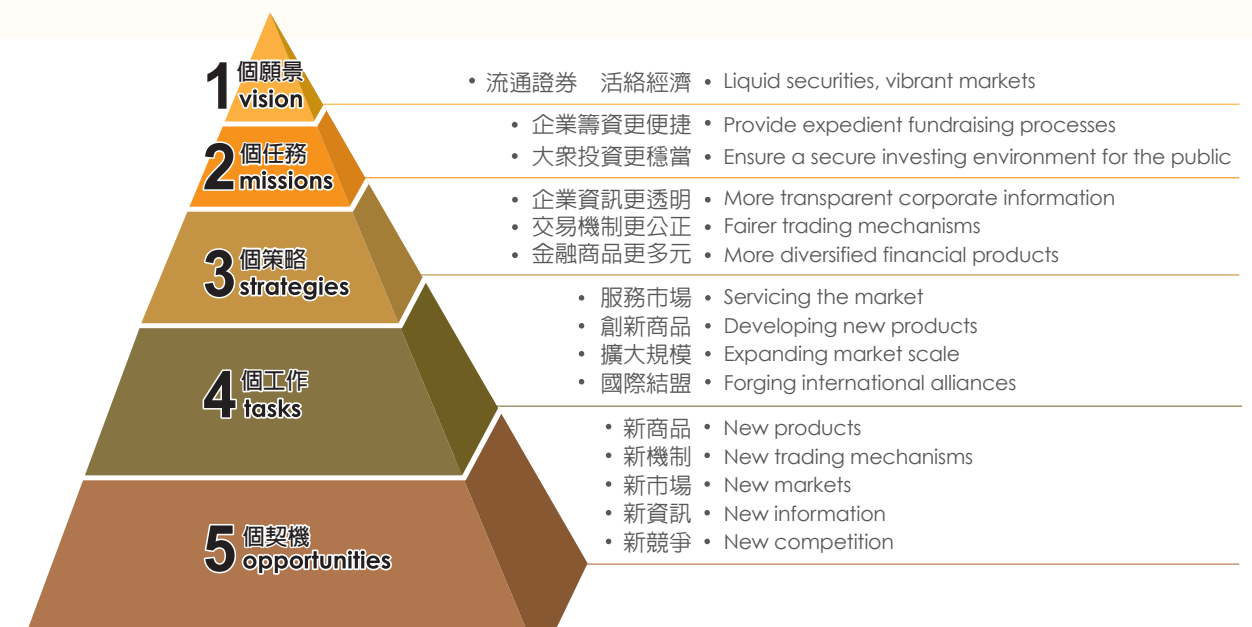 1 個願景
vision
• 流通證券　活絡經濟 • Liquid securities, vibrant markets
2 個任務
missions
• 企業籌資更便捷 • Provide expedient fundraising processes
• 大眾投資更穩當 • Ensure a secure investing environment for the public
3 個策略
strategies
• 企業資訊更透明 • More transparent corporate information
• 交易機制更公正 • Fairer trading mechanisms
• 金融商品更多元 • More diversified financial products
4 個工作
tasks
• 服務市場 • Servicing the market
• 創新商品 • Developing new products
• 擴大規模 • Expanding market scale
• 國際結盟 • Forging international alliances
5 個契機
opportunities
• 新商品 • New products
• 新機制 • New trading mechanisms
• 新市場 • New markets
• 新資訊 • New information
• 新競爭 • New competition